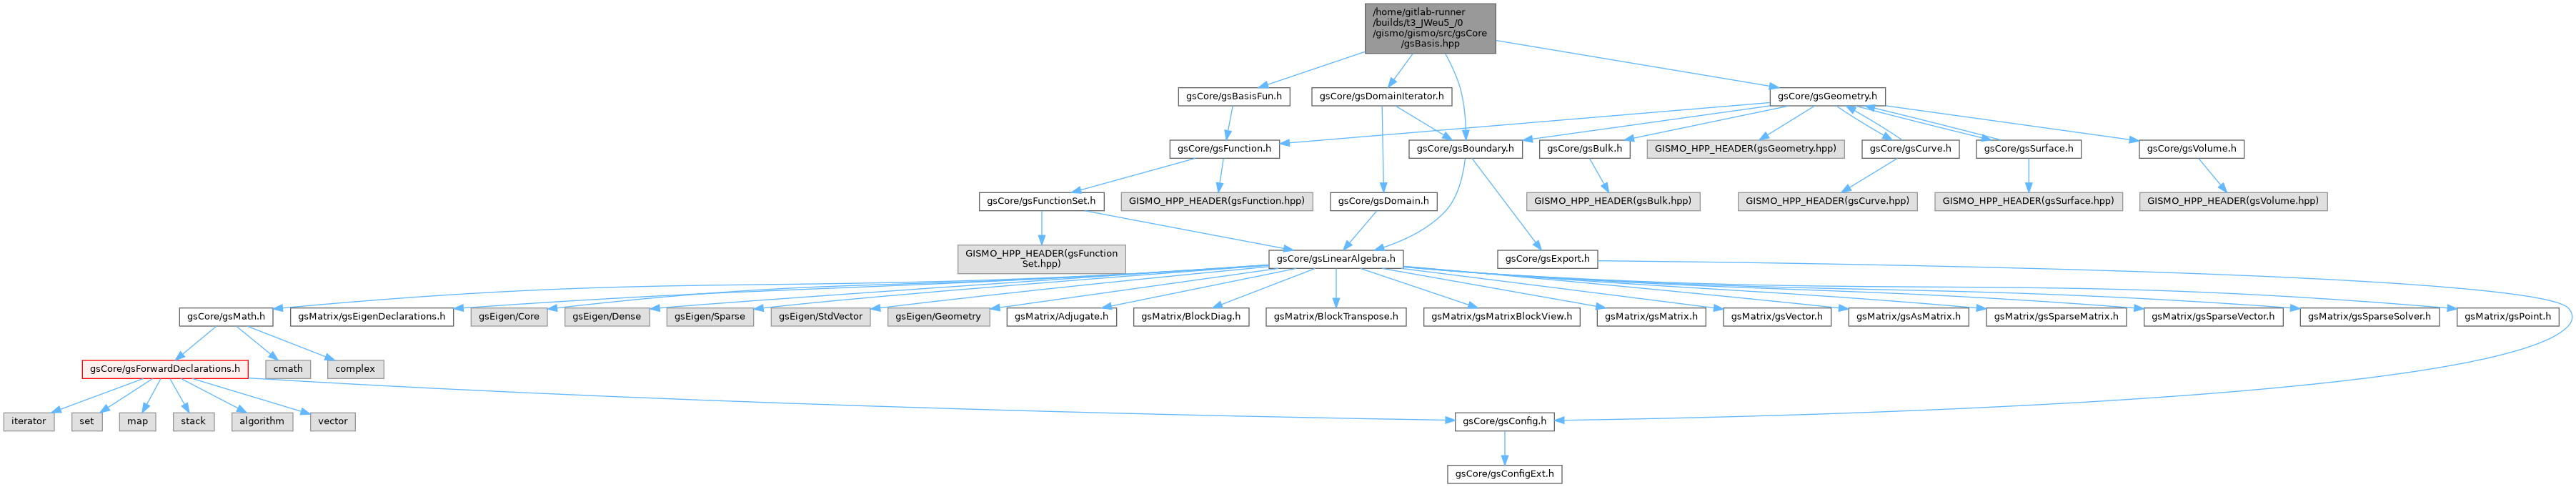 /home/gitlab-runner
/builds/t3_JWeu5_/0
/gismo/gismo/src/gsCore
/gsBasis.hpp
gsCore/gsBasisFun.h
gsCore/gsDomainIterator.h
gsCore/gsGeometry.h
gsCore/gsFunction.h
gsCore/gsBoundary.h
gsCore/gsBulk.h
GISMO_HPP_HEADER(gsGeometry.hpp)
gsCore/gsCurve.h
gsCore/gsSurface.h
gsCore/gsVolume.h
gsCore/gsFunctionSet.h
GISMO_HPP_HEADER(gsFunction.hpp)
gsCore/gsDomain.h
GISMO_HPP_HEADER(gsBulk.hpp)
GISMO_HPP_HEADER(gsCurve.hpp)
GISMO_HPP_HEADER(gsSurface.hpp)
GISMO_HPP_HEADER(gsVolume.hpp)
GISMO_HPP_HEADER(gsFunction
Set.hpp)
gsCore/gsLinearAlgebra.h
gsCore/gsExport.h
gsCore/gsMath.h
gsMatrix/gsEigenDeclarations.h
gsEigen/Core
gsEigen/Dense
gsEigen/Sparse
gsEigen/StdVector
gsEigen/Geometry
gsMatrix/Adjugate.h
gsMatrix/BlockDiag.h
gsMatrix/BlockTranspose.h
gsMatrix/gsMatrixBlockView.h
gsMatrix/gsMatrix.h
gsMatrix/gsVector.h
gsMatrix/gsAsMatrix.h
gsMatrix/gsSparseMatrix.h
gsMatrix/gsSparseVector.h
gsMatrix/gsSparseSolver.h
gsMatrix/gsPoint.h
gsCore/gsForwardDeclarations.h
cmath
complex
iterator
set
map
stack
algorithm
vector
gsCore/gsConfig.h
gsCore/gsConfigExt.h